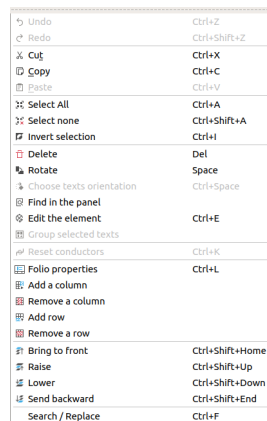 Undo Ctrl+Z
Redo Ctrl+Shift+Z
Cut Ctrl+X
Copy Ctrl+C
Paste Ctrl+V
Select All Ctrl+A
Select none Ctrl+Shift+A
Invert selection Ctrl+I
Delete Del
Rotate Space
Choose texts orientation Ctrl+Space
Find in the panel
Edit the element Ctrl+E
Group selected texts
Reset conductors Ctrl+K
Folio properties Ctrl+L
Add a column
Remove a column
Add row
Remove a row
Bring to front Ctrl+Shift+Home
Raise Ctrl+Shift+Up
Lower Ctrl+Shift+Down
Send backward Ctrl+Shift+End
Search / Replace Ctrl+F